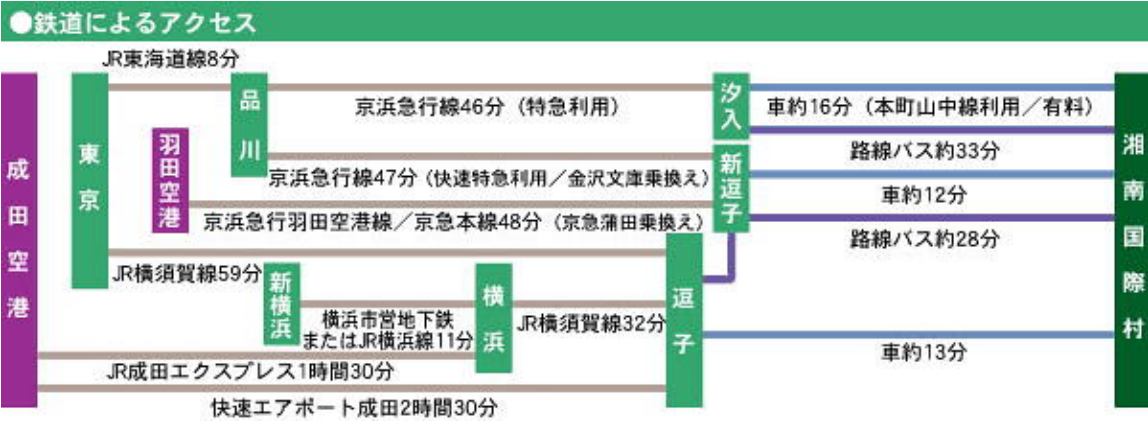 ●鉄道によるアクセス
JR東海道線8分
成田空港
東京
品川
羽田空港
京浜急行線46分（特急利用）
汐入
車約16分（本町山中線利用／有料）
路線バス約33分
湘南国際村
京浜急行線47分（快速特急利用／金沢文庫乗換え）
新逗子
車約12分
京浜急行羽田空港線／京急本線48分（京急蒲田乗換え）
路線バス約28分
JR横須賀線59分
新横浜
横浜市営地下鉄
またはJR横浜線11分
横浜
JR横須賀線32分
逗子
車約13分
JR成田エクスプレス1時間30分
快速エアポート成田2時間30分